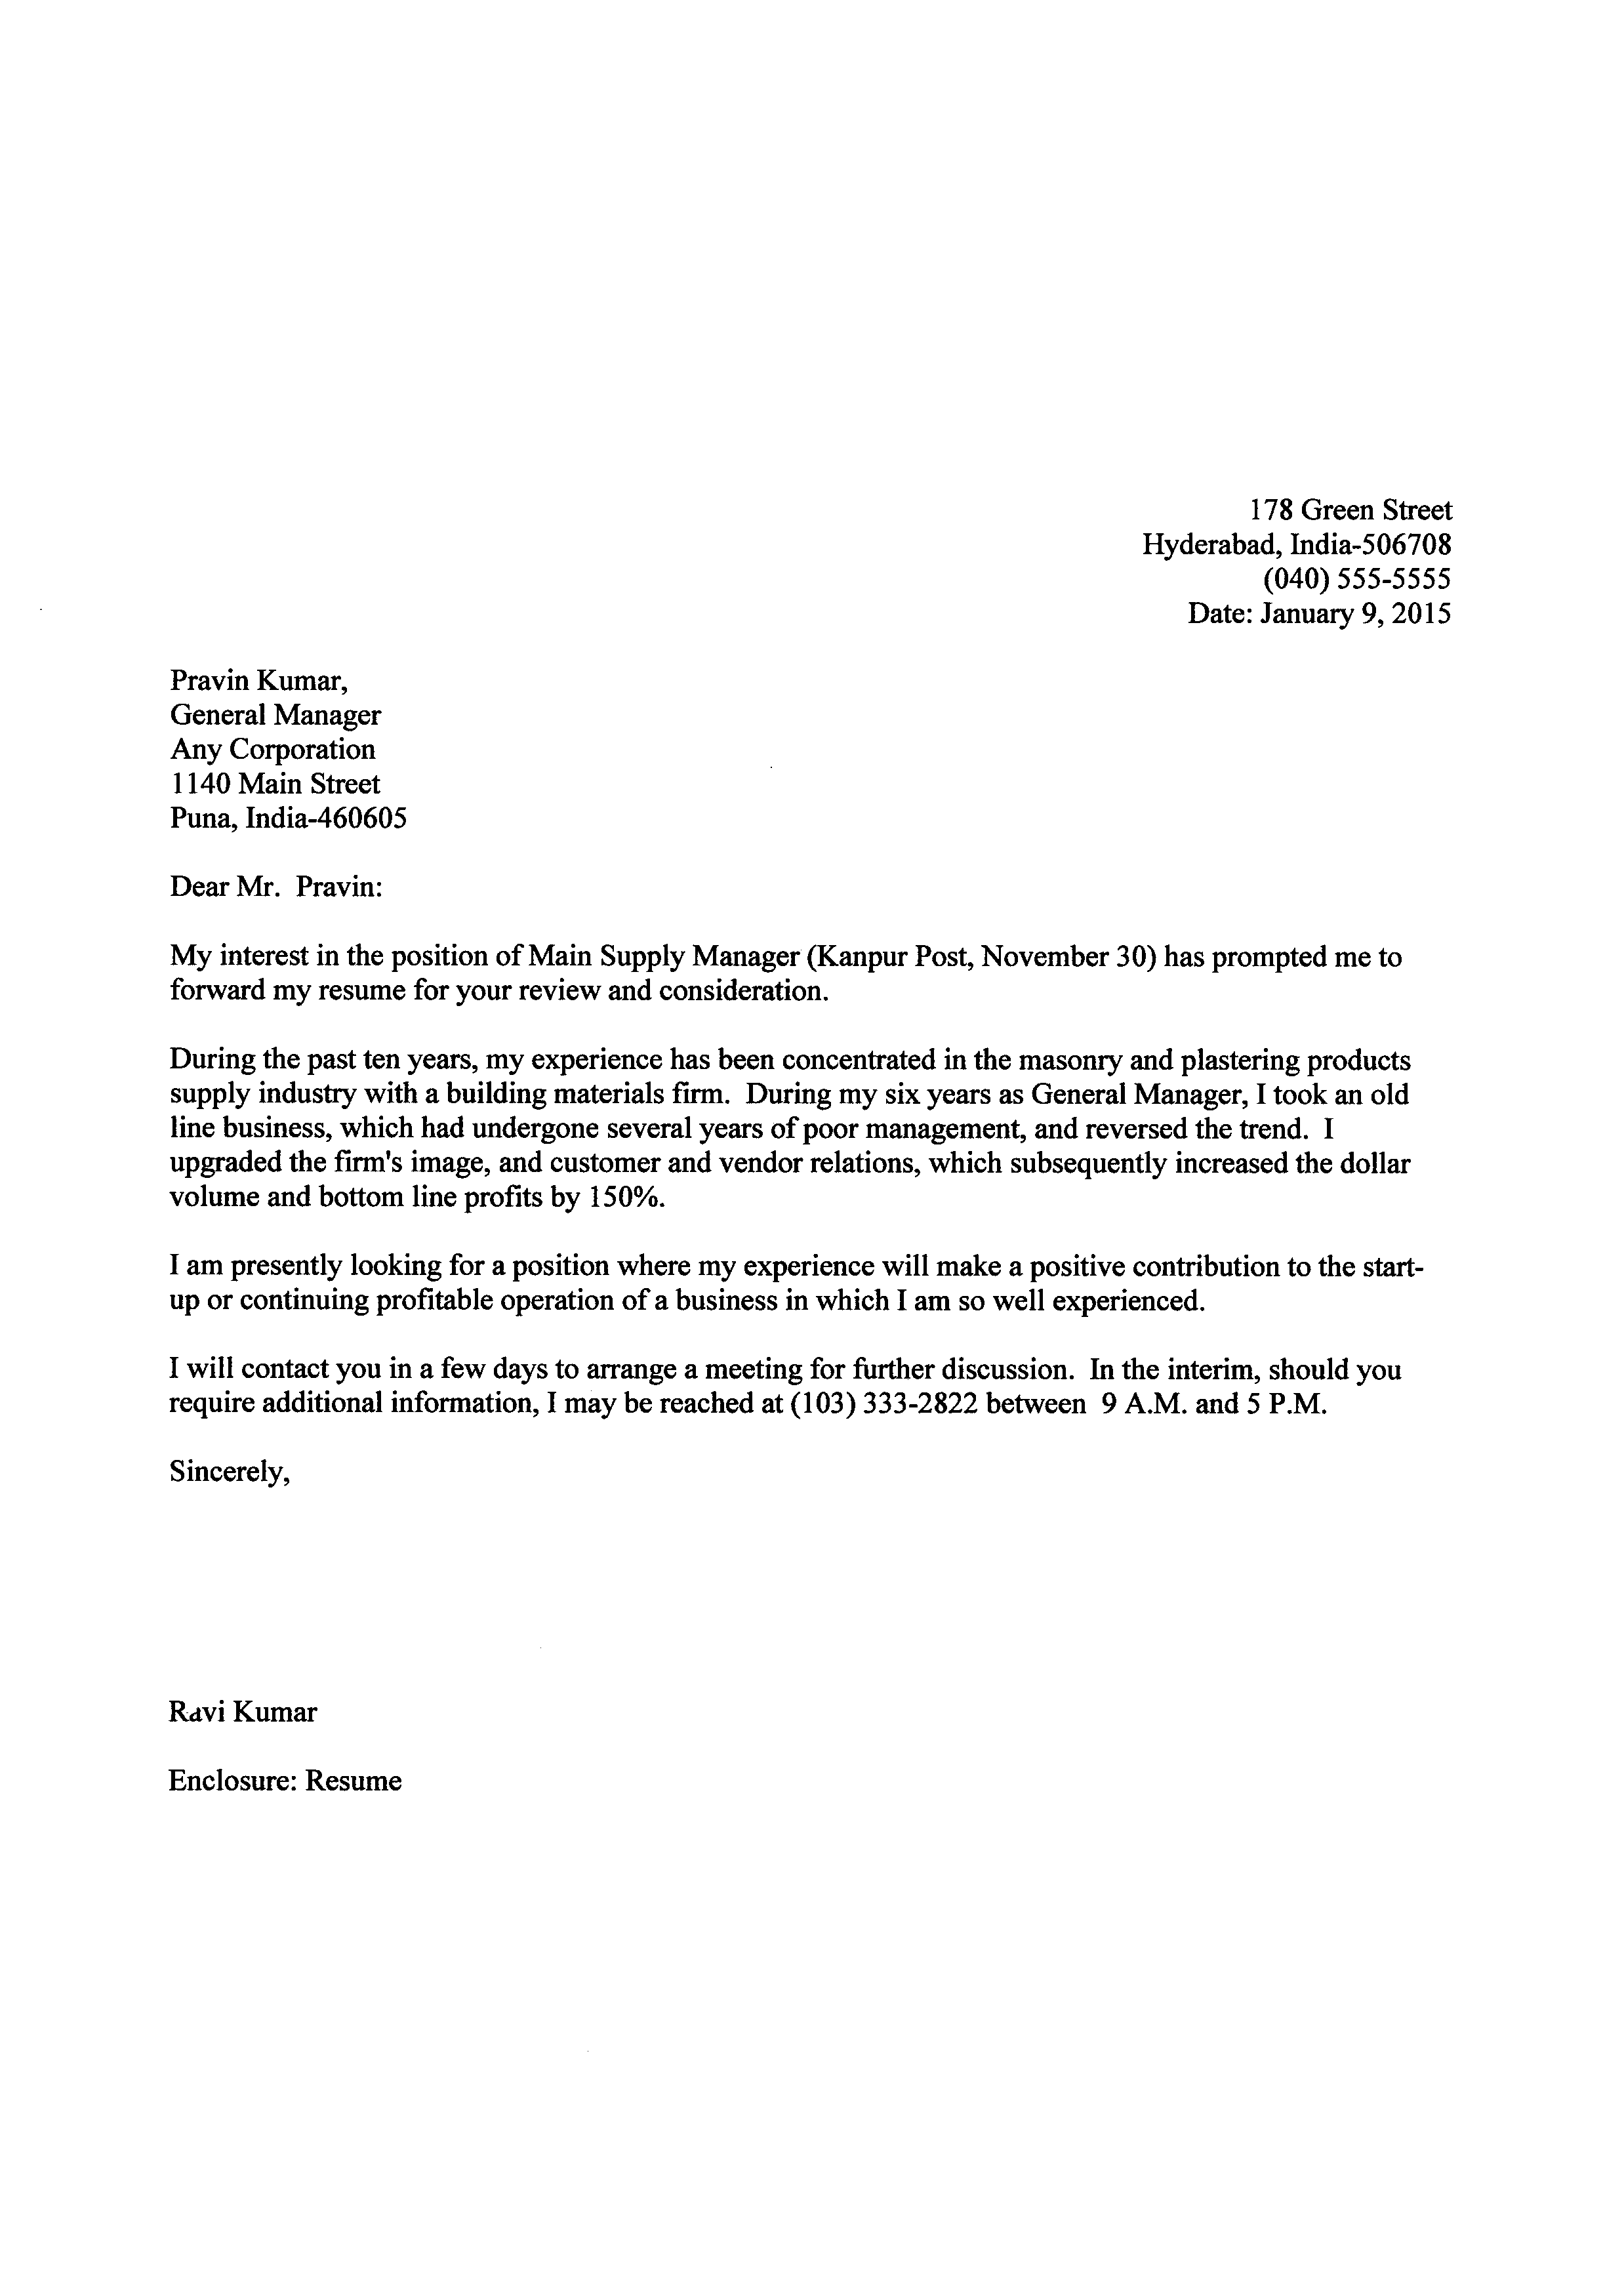 178 Green Street
Hyderabad, India-506708
(040) 555-5555
Date: January 9, 2015
Pravin Kumar,
General Manager
Any Corporation
1140 Main Street
Puna, India-460605
Dear Mr.  Pravin:
My interest in the position of Main Supply Manager (Kanpur Post, November 30) has prompted me to
forward my resume for your review and consideration.
During the past ten years, my experience has been concentrated in the masonry and plastering products
supply industry with a building materials firm.  During my six years as General Manager, I took an old
line business, which had undergone several years of poor management, and reversed the trend.  I
upgraded the firm's image, and customer and vendor relations, which subsequently increased the dollar
volume and bottom line profits by 150%.
I am presently looking for a position where my experience will make a positive contribution to the start-
up or continuing profitable operation of a business in which I am so well experienced.
I will contact you in a few days to arrange a meeting for further discussion.  In the interim, should you
require additional information, I may be reached at (103) 333-2822 between  9 A.M. and 5 P.M.
Sincerely,
Ravi Kumar
Enclosure: Resume